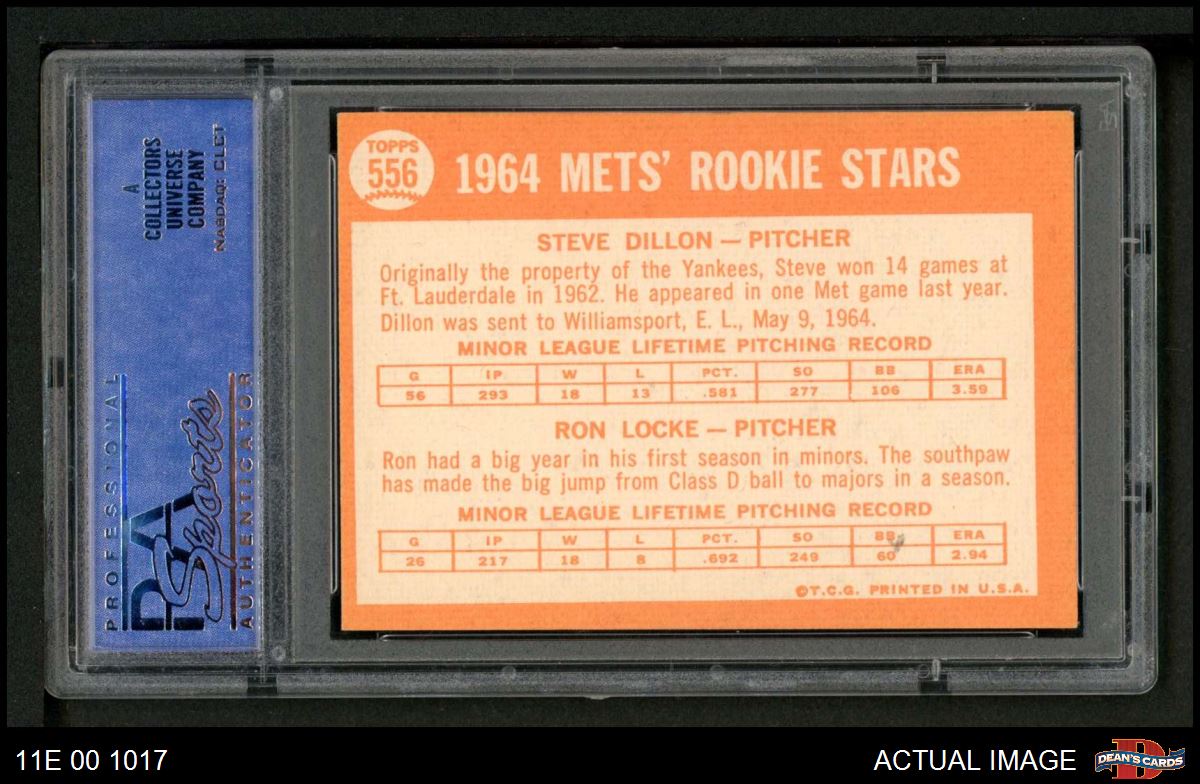 A
COLLECTORS
UNIVERSE
COMPANY
NASDAQ: CLCT
PROFESSIONAL
PSA
Sports
AUTHENTICATOR
TOPPS
556
1964 METS' ROOKIE STARS
STEVE DILLON — PITCHER
Originally the property of the Yankees, Steve won 14 games at
Ft. Lauderdale in 1962. He appeared in one Met game last year.
Dillon was sent to Williamsport, E. L., May 9, 1964.
MINOR LEAGUE LIFETIME PITCHING RECORD
G IP W L PCT. SO BB ERA
56 293 18 13 .581 277 106 3.59
RON LOCKE — PITCHER
Ron had a big year in his first season in minors. The southpaw
has made the big jump from Class D ball to majors in a season.
MINOR LEAGUE LIFETIME PITCHING RECORD
G IP W L PCT. SO BB ERA
26 217 18 8 .692 249 60 2.94
©T.C.G. PRINTED IN U.S.A.
11E 00 1017
ACTUAL IMAGE
D
DEAN'S CARDS